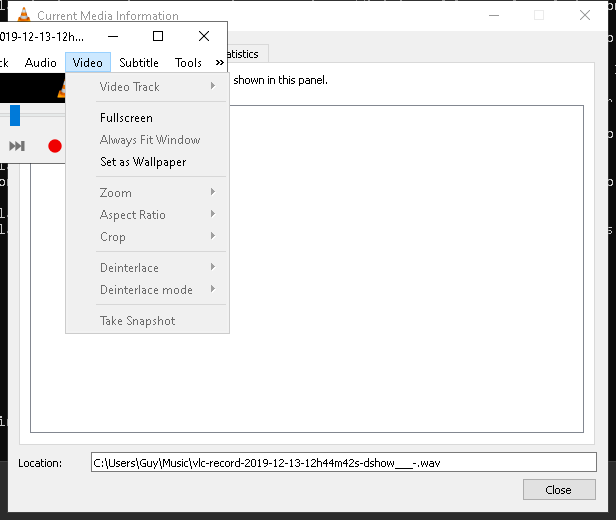 Current Media Information
2019-12-13-12h...
Audio Video Subtitle Tools »
atistics
shown in this panel.
Video Track
Fullscreen
Always Fit Window
Set as Wallpaper
Zoom
Aspect Ratio
Crop
Deinterlace
Deinterlace mode
Take Snapshot
Location: C:\Users\Guy\Music\vlc-record-2019-12-13-12h44m42s-dshow___-.wav
Close